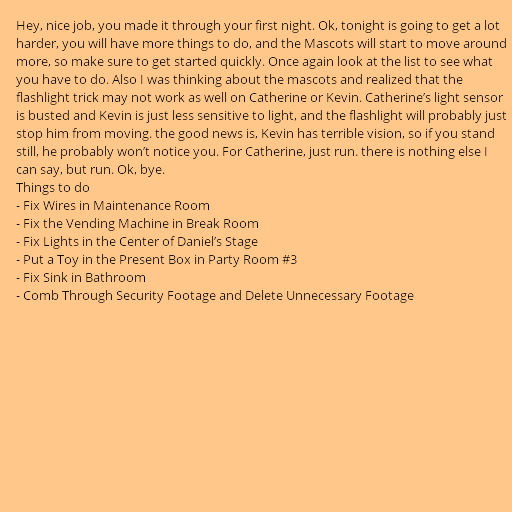 Hey, nice job, you made it through your first night. Ok, tonight is going to get a lot
harder, you will have more things to do, and the Mascots will start to move around
more, so make sure to get started quickly. Once again look at the list to see what
you have to do. Also I was thinking about the mascots and realized that the
flashlight trick may not work as well on Catherine or Kevin. Catherine’s light sensor
is busted and Kevin is just less sensitive to light, and the flashlight will probably just
stop him from moving. the good news is, Kevin has terrible vision, so if you stand
still, he probably won’t notice you. For Catherine, just run. there is nothing else I
can say, but run. Ok, bye.
Things to do
- Fix Wires in Maintenance Room
- Fix the Vending Machine in Break Room
- Fix Lights in the Center of Daniel’s Stage
- Put a Toy in the Present Box in Party Room #3
- Fix Sink in Bathroom
- Comb Through Security Footage and Delete Unnecessary Footage